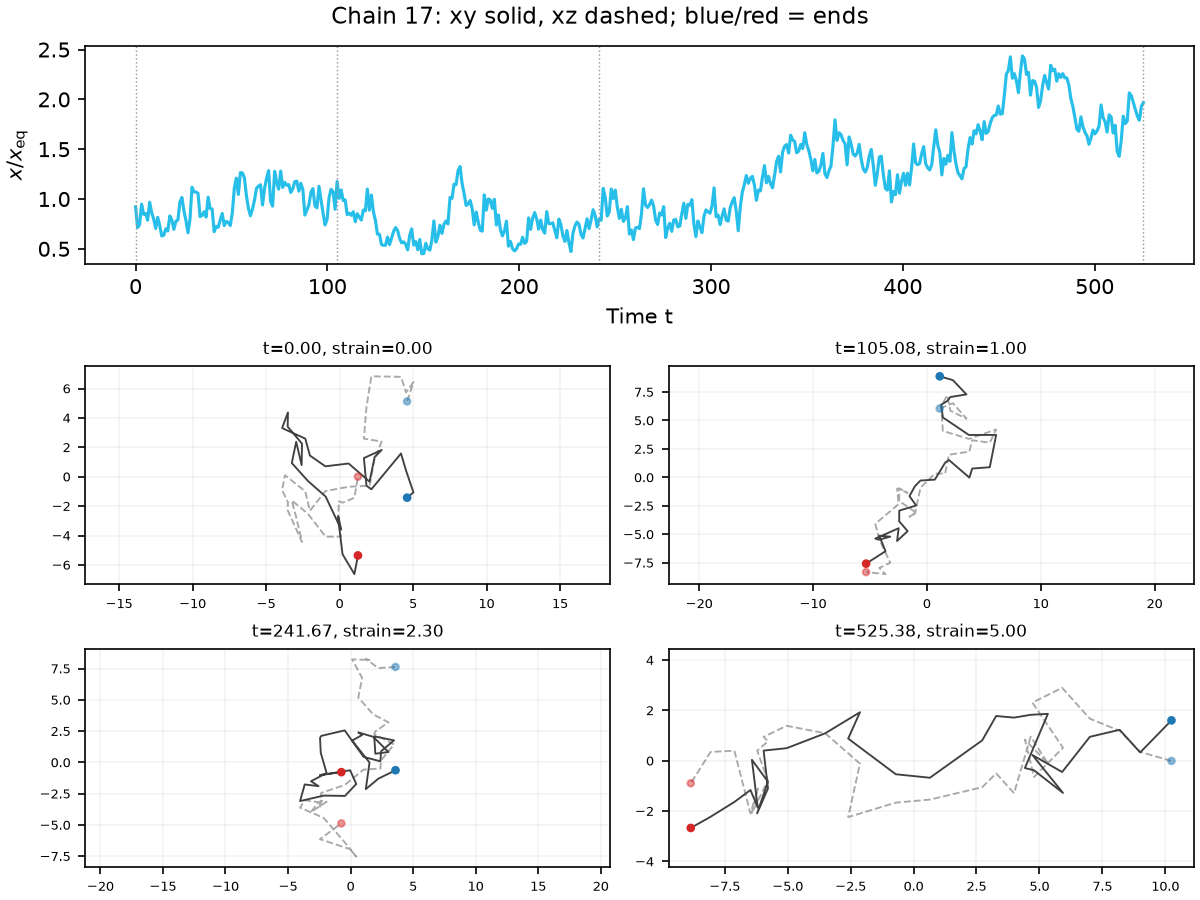 Chain 17: xy solid, xz dashed; blue/red = ends
x/x_eq
2.5
2.0
1.5
1.0
0.5
0 100 200 300 400 500
Time t
t=0.00, strain=0.00
6
4
2
0
−2
−4
−6
−15 −10 −5 0 5 10 15
t=105.08, strain=1.00
7.5
5.0
2.5
0.0
−2.5
−5.0
−7.5
−20 −10 0 10 20
t=241.67, strain=2.30
7.5
5.0
2.5
0.0
−2.5
−5.0
−7.5
−20 −15 −10 −5 0 5 10 15 20
t=525.38, strain=5.00
4
2
0
−2
−4
−7.5 −5.0 −2.5 0.0 2.5 5.0 7.5 10.0